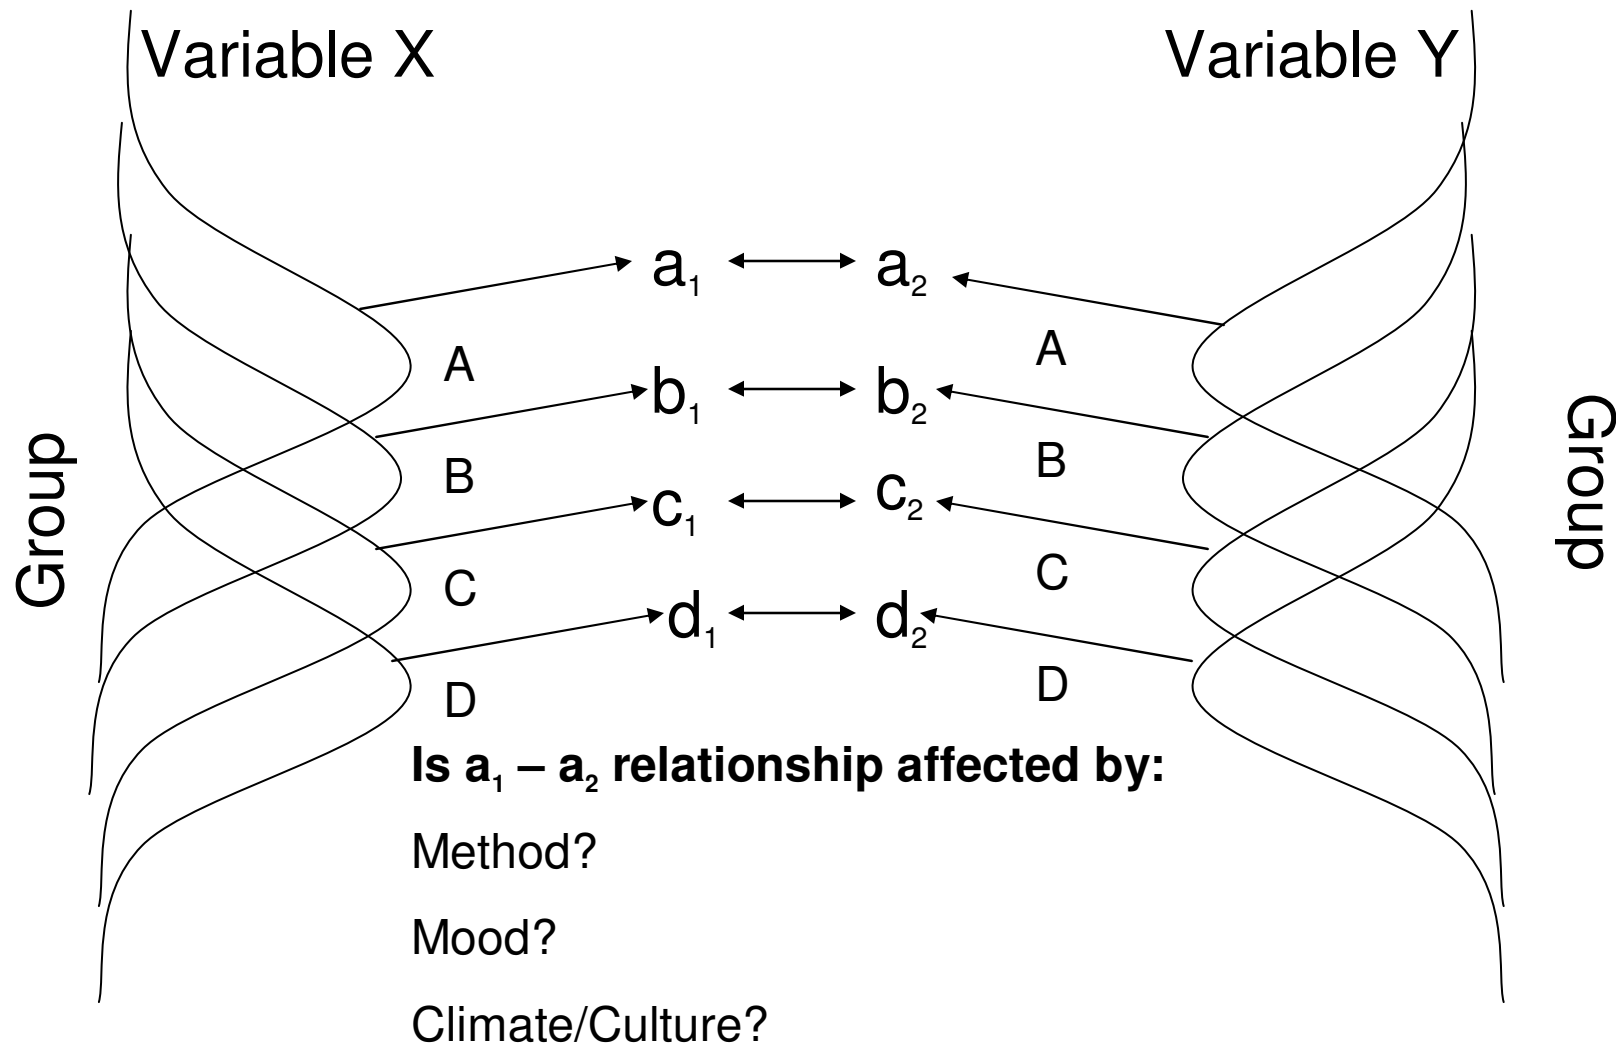 Variable X Variable Y
a₁ a₂
A A
b₁ b₂
B B
c₁ c₂
C C
d₁ d₂
D D
Group Group
Is a₁ – a₂ relationship affected by:
Method?
Mood?
Climate/Culture?